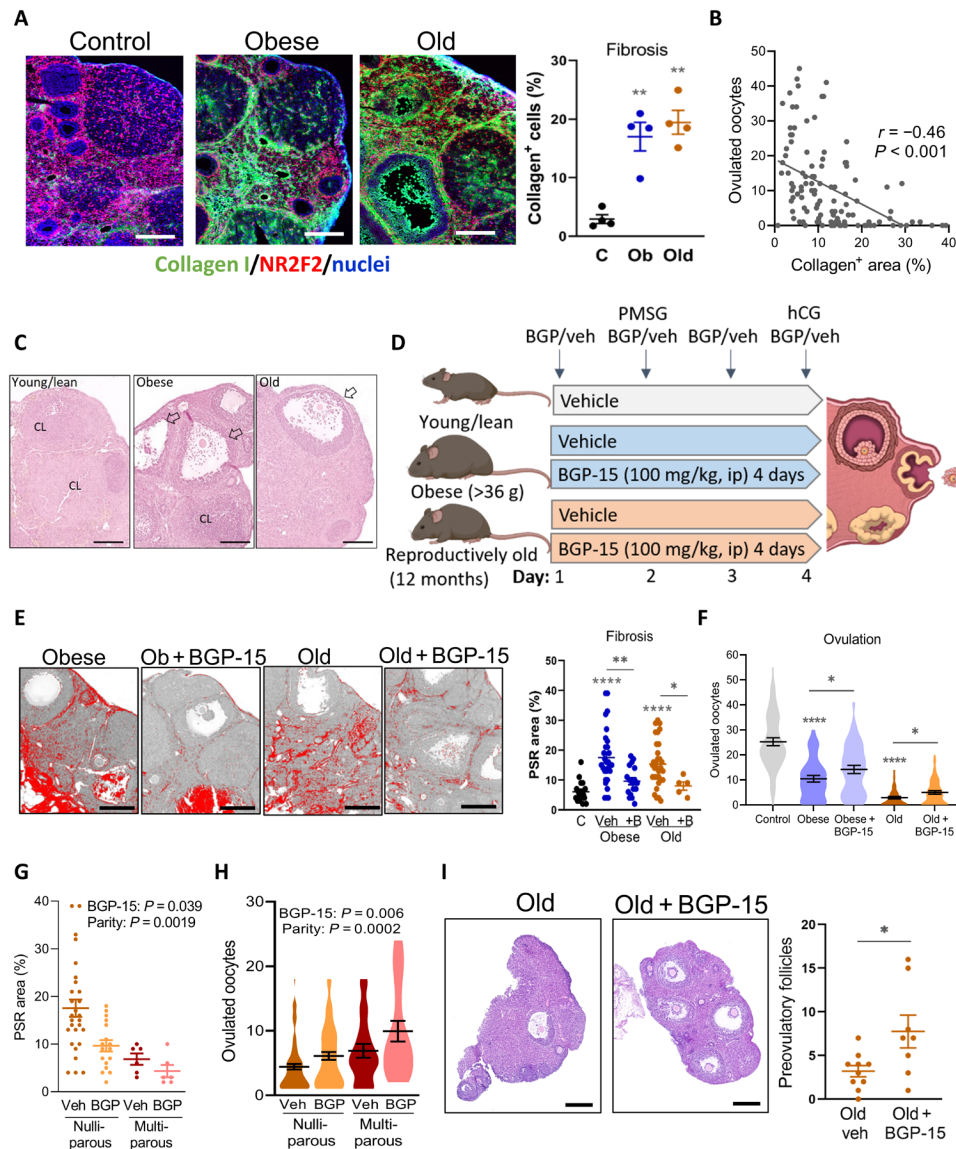 A
Control
Obese
Old
Collagen I/NR2F2/nuclei
Fibrosis
Collagen⁺ cells (%)
30
20
10
0
**
**
C
Ob
Old
B
Ovulated oocytes
50
40
30
20
10
0
r = −0.46
P < 0.001
0
10
20
30
40
Collagen⁺ area (%)
C
Young/lean
Obese
Old
CL
CL
CL
D
PMSG
hCG
BGP/veh
BGP/veh
BGP/veh
BGP/veh
Young/lean
Vehicle
Obese (>36 g)
Vehicle
BGP-15 (100 mg/kg, ip) 4 days
Reproductively old
(12 months)
Vehicle
BGP-15 (100 mg/kg, ip) 4 days
Day:
1
2
3
4
E
Obese
Ob + BGP-15
Old
Old + BGP-15
Fibrosis
PSR area (%)
50
40
30
20
10
0
**
****
*
****
C
Veh
+B
Veh
+B
Obese
Old
F
Ovulation
Ovulated oocytes
60
50
40
30
20
10
0
*
****
*
****
Control
Obese
Obese +
BGP-15
Old
Old +
BGP-15
G
PSR area (%)
40
30
20
10
0
BGP-15: P = 0.039
Parity: P = 0.0019
Veh
BGP
Veh
BGP
Nulli-
parous
Multi-
parous
H
Ovulated oocytes
30
20
10
0
BGP-15: P = 0.006
Parity: P = 0.0002
Veh
BGP
Veh
BGP
Nulli-
parous
Multi-
parous
I
Old
Old + BGP-15
Preovulatory follicles
20
15
10
5
0
*
Old
veh
Old +
BGP-15